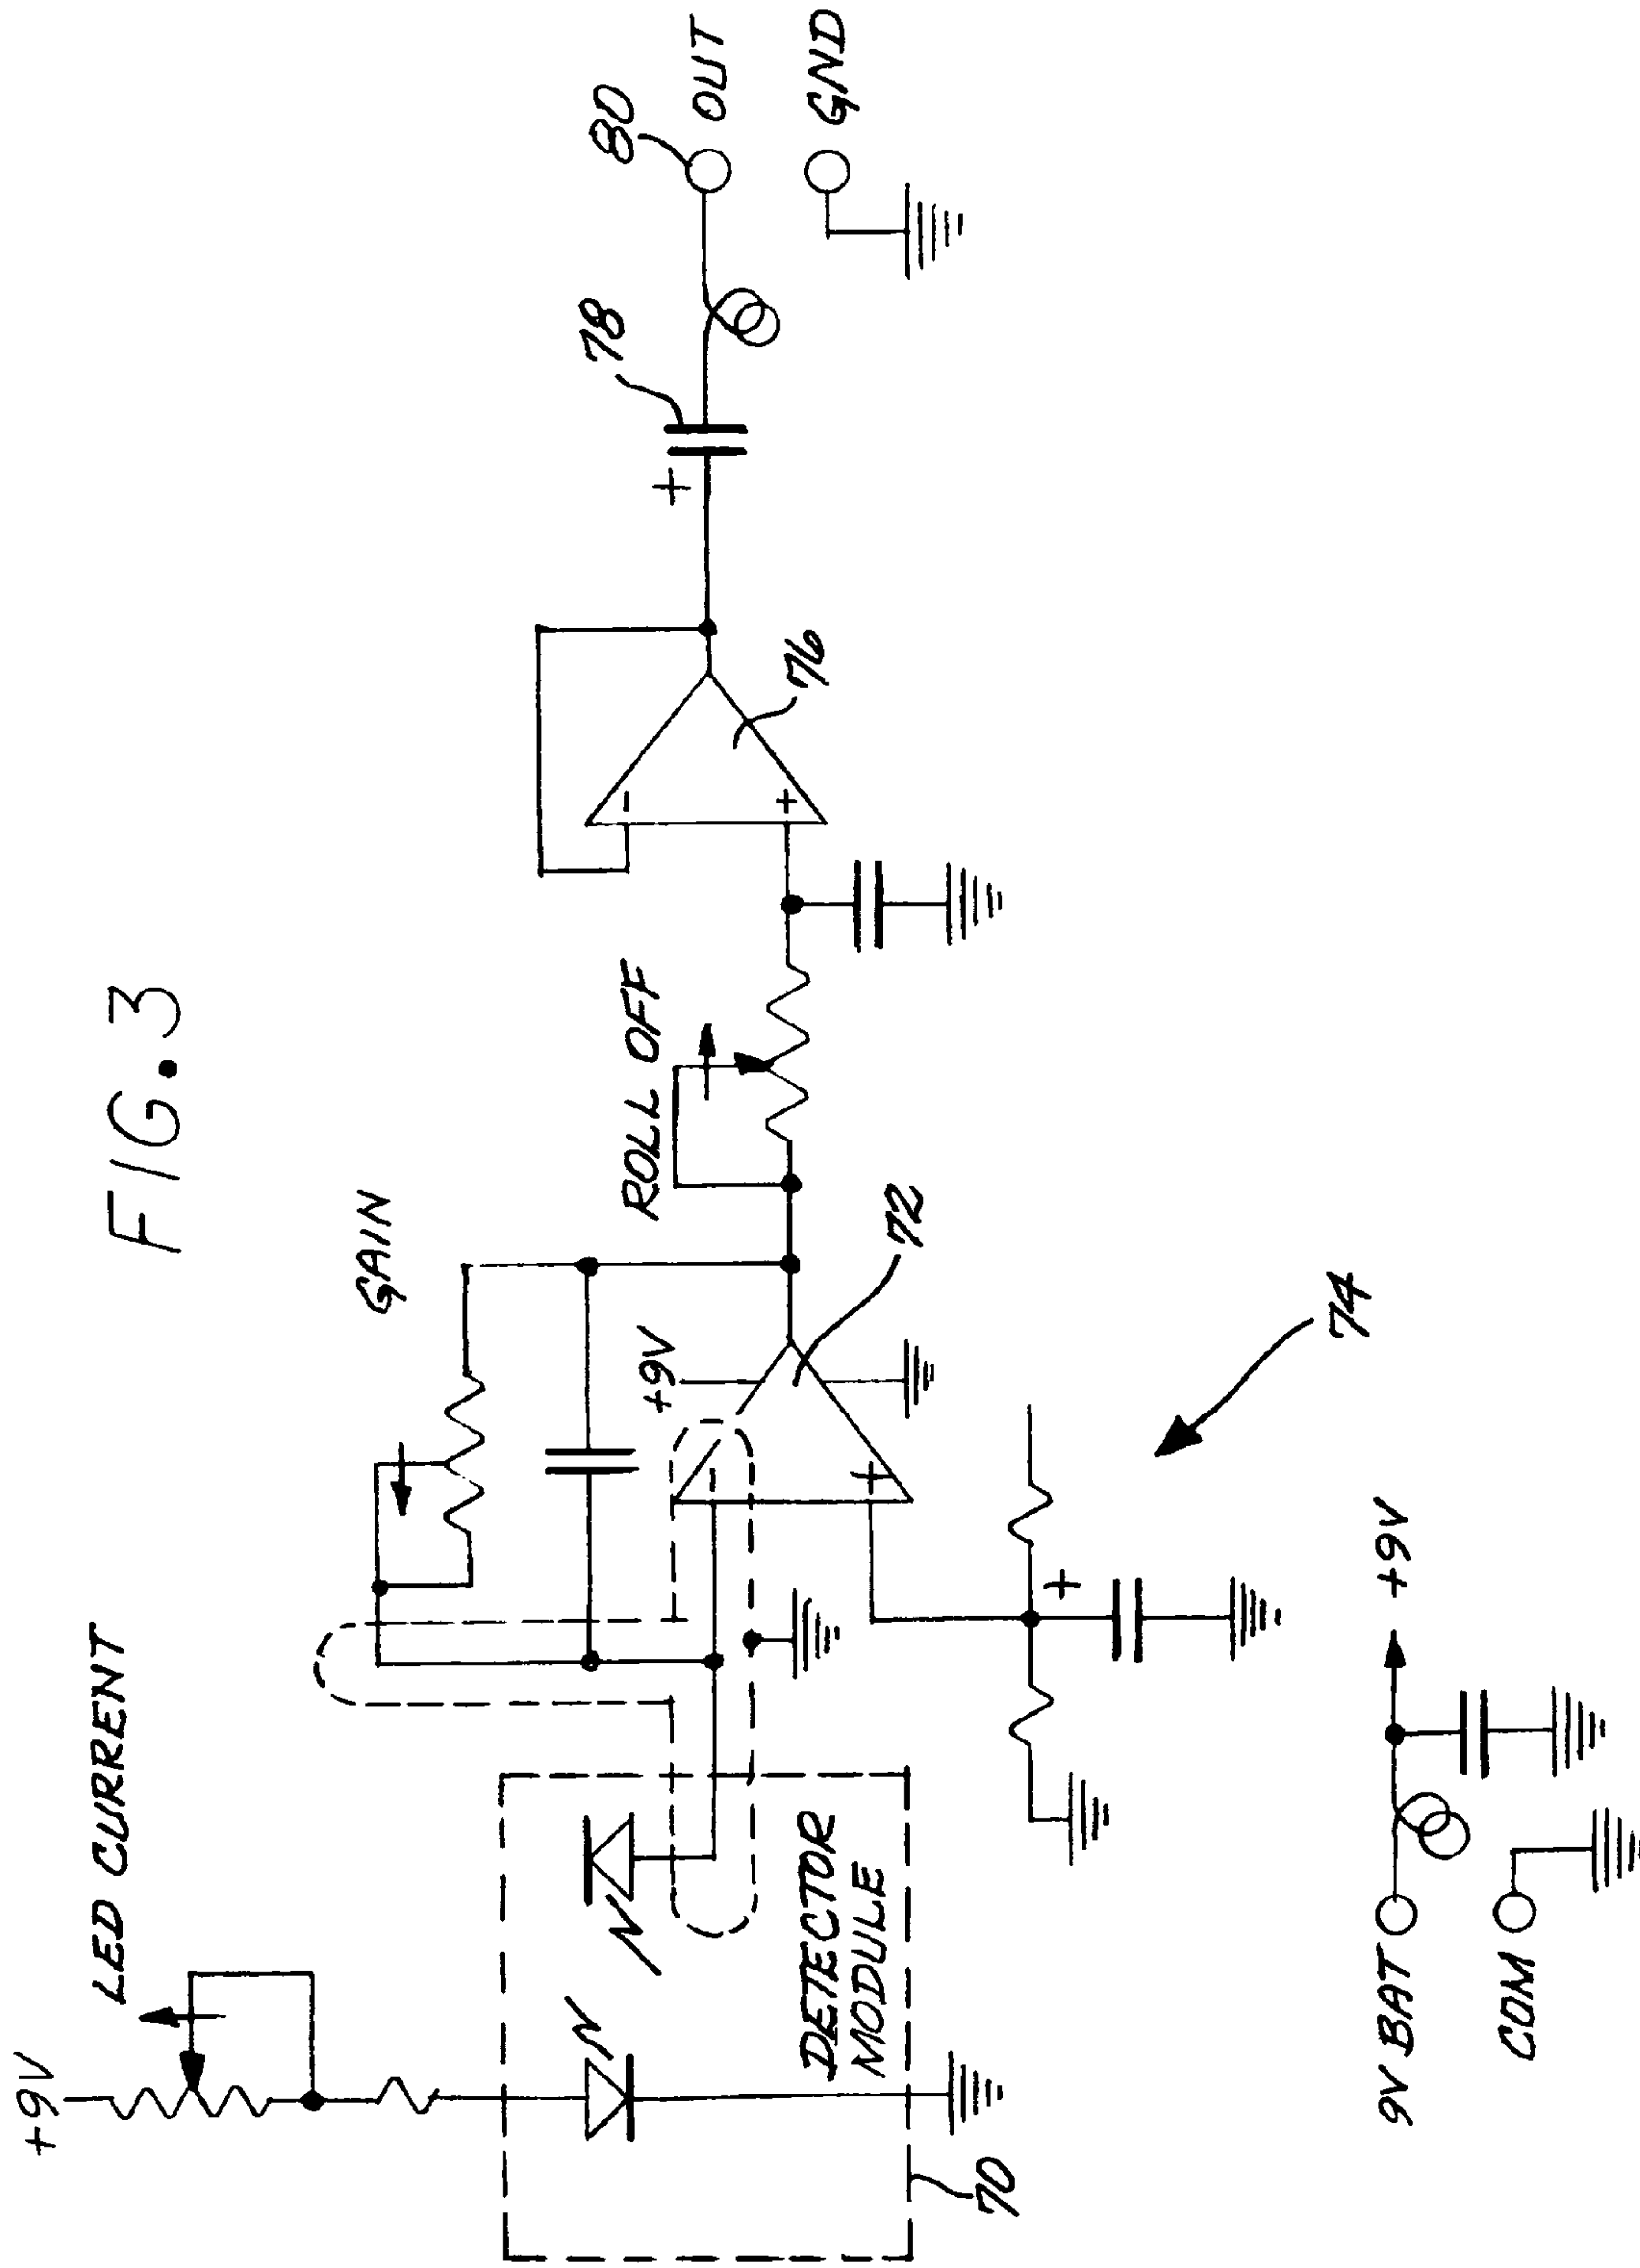 FIG. 3
+9V
LED CURRENT
GAIN
+9V
ROLL OFF
78
80
OUT
GND
-
+
-
+
+
76
72
DETECTOR
MODULE
70
+
74
9V BAT
+9V
COM